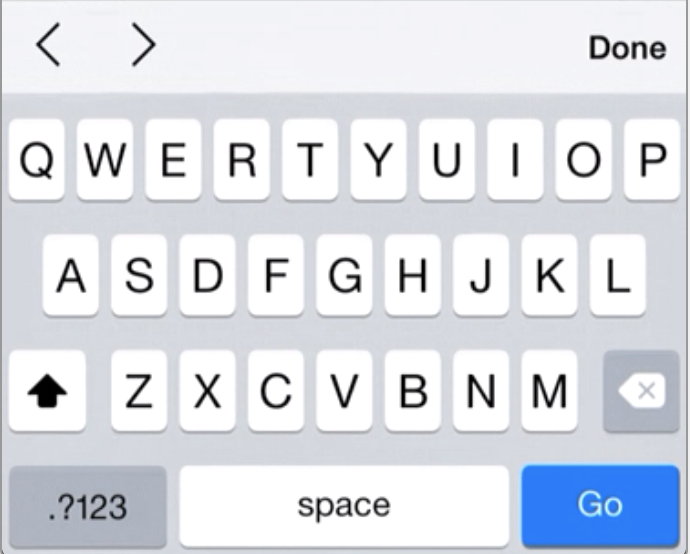 Done
Q W E R T Y U I O P
A S D F G H J K L
Z X C V B N M
.?123 space Go